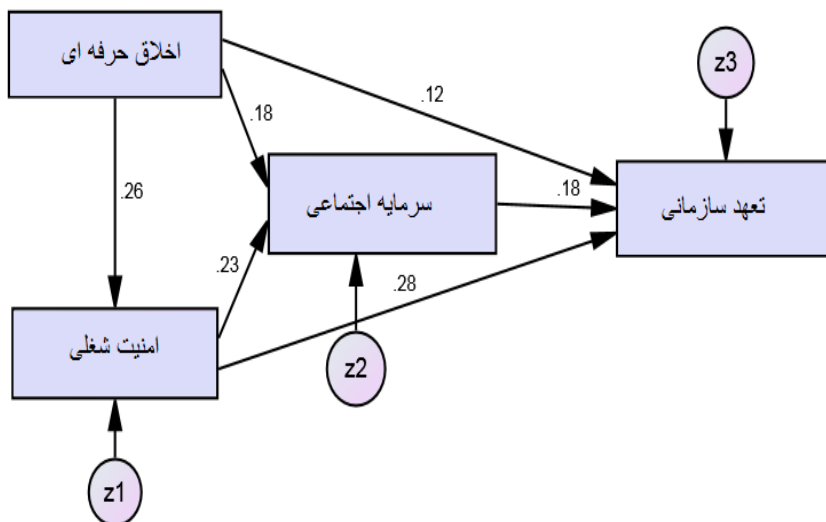 اخلاق حرفه ای
z3
.12
.18
.26
سرمایه اجتماعی
.18
تعهد سازمانی
.23
.28
امنیت شغلی
z2
z1